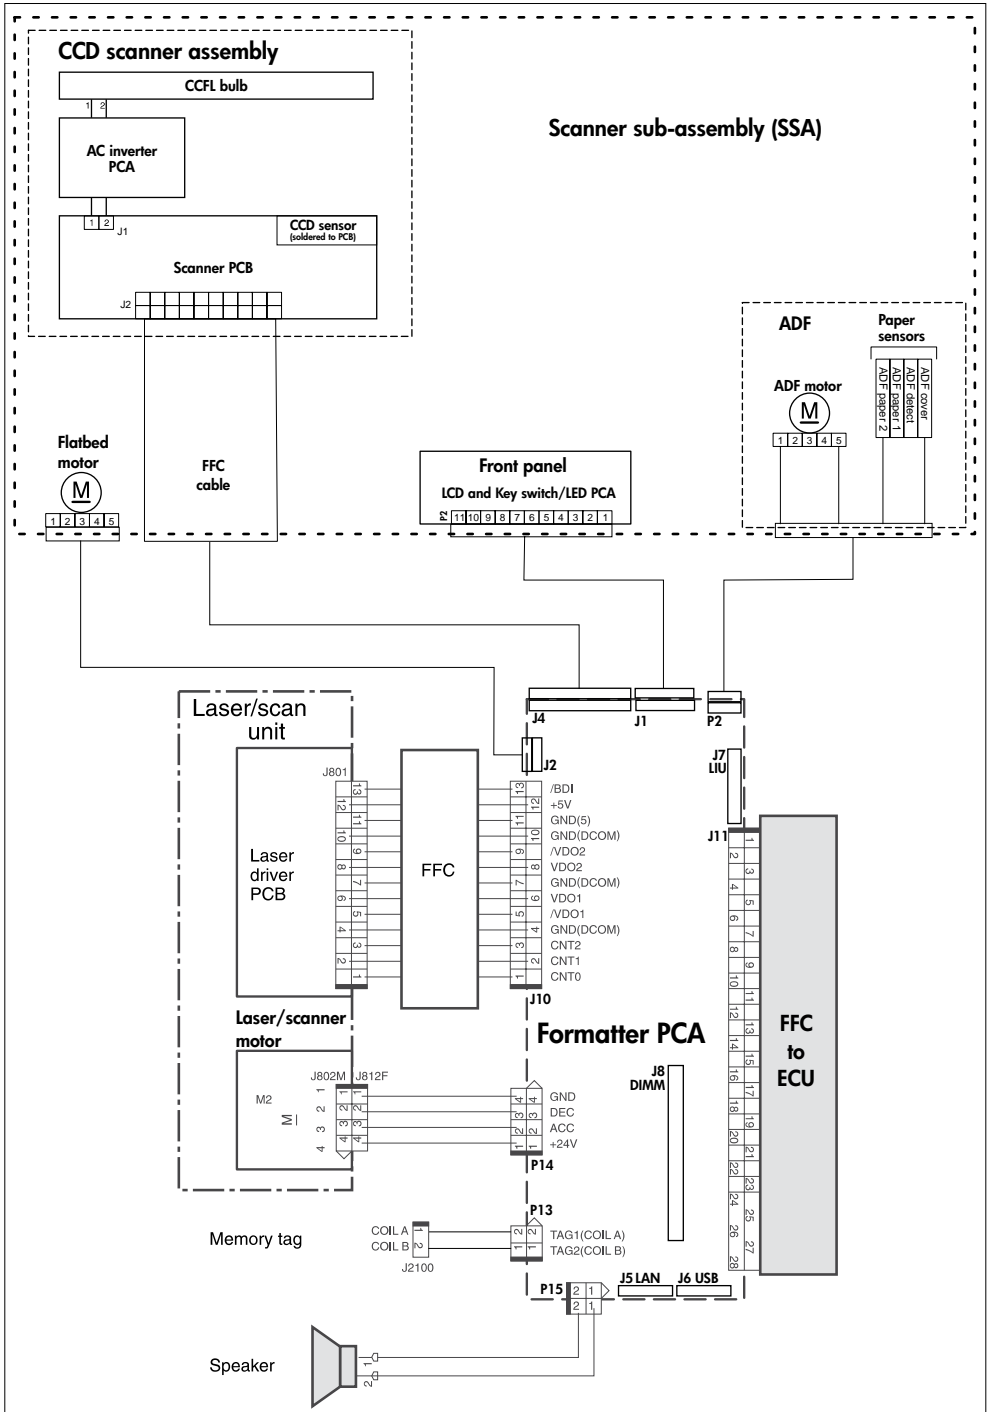 CCD scanner assembly
CCFL bulb
1 2
AC inverter
PCA
1 2
J1
CCD sensor
(soldered to PCB)
Scanner PCB
J2
Scanner sub-assembly (SSA)
ADF
Paper
sensors
ADF motor
M
1 2 3 4 5
ADF paper 2
ADF paper 1
ADF detect
ADF cover
Flatbed
motor
M
1 2 3 4 5
FFC
cable
Front panel
LCD and Key switch/LED PCA
P2 11 10 9 8 7 6 5 4 3 2 1
J4
J1
P2
J2
J7
LIU
J11
Laser/scan
unit
J801
Laser
driver
PCB
13
12
11
10
9
8
7
6
5
4
3
2
1
FFC
13 /BDI
12 +5V
11 GND(5)
10 GND(DCOM)
9 /VDO2
8 VDO2
7 GND(DCOM)
6 VDO1
5 /VDO1
4 GND(DCOM)
3 CNT2
2 CNT1
1 CNT0
J10
Formatter PCA
J8
DIMM
1
2
3
4
5
6
7
8
9
10
11
12
13
14
15
16
17
18
19
20
21
22
23
24
25
26
27
28
FFC
to
ECU
Laser/scanner
motor
J802M J812F
M2
M
1 1 1
2 2 2
3 3 3
4 4 4
4 4 GND
3 3 DEC
2 2 ACC
1 1 +24V
P14
P13
Memory tag
COIL A 1
COIL B 2
J2100
2 2 TAG1(COIL A)
1 1 TAG2(COIL B)
P15
2 1
2 1
J5 LAN
J6 USB
Speaker
1
2